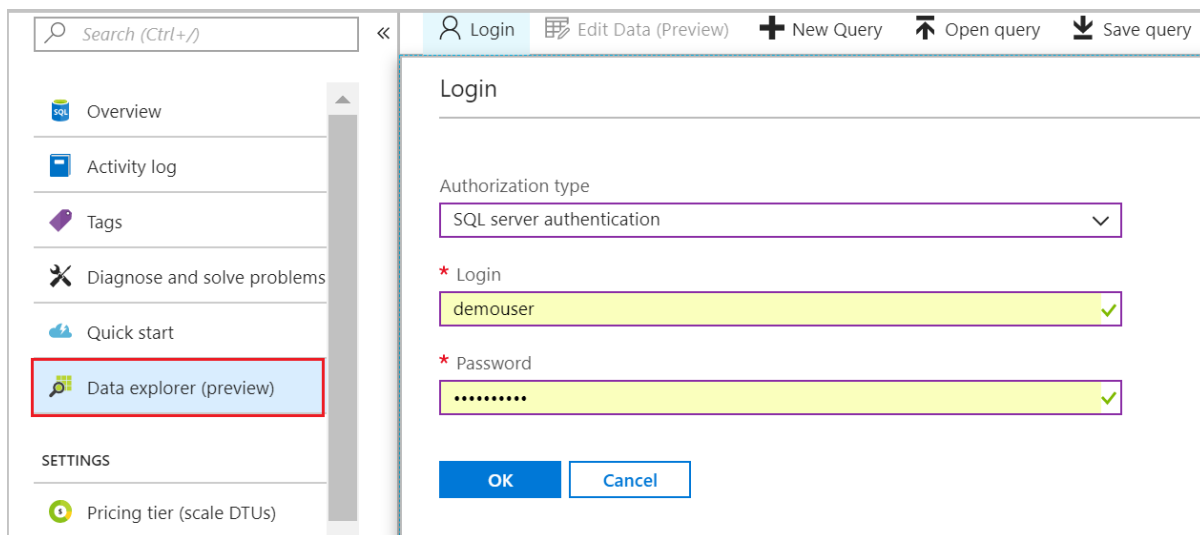 Search (Ctrl+/)
«
Overview
Activity log
Tags
Diagnose and solve problems
Quick start
Data explorer (preview)
SETTINGS
Pricing tier (scale DTUs)
Login
Edit Data (Preview)
New Query
Open query
Save query
Login
Authorization type
SQL server authentication
* Login
demouser
* Password
••••••••••
OK
Cancel